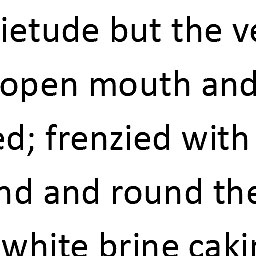 ietude but the ve
open mouth and
ed; frenzied with
nd and round the
white brine cakin